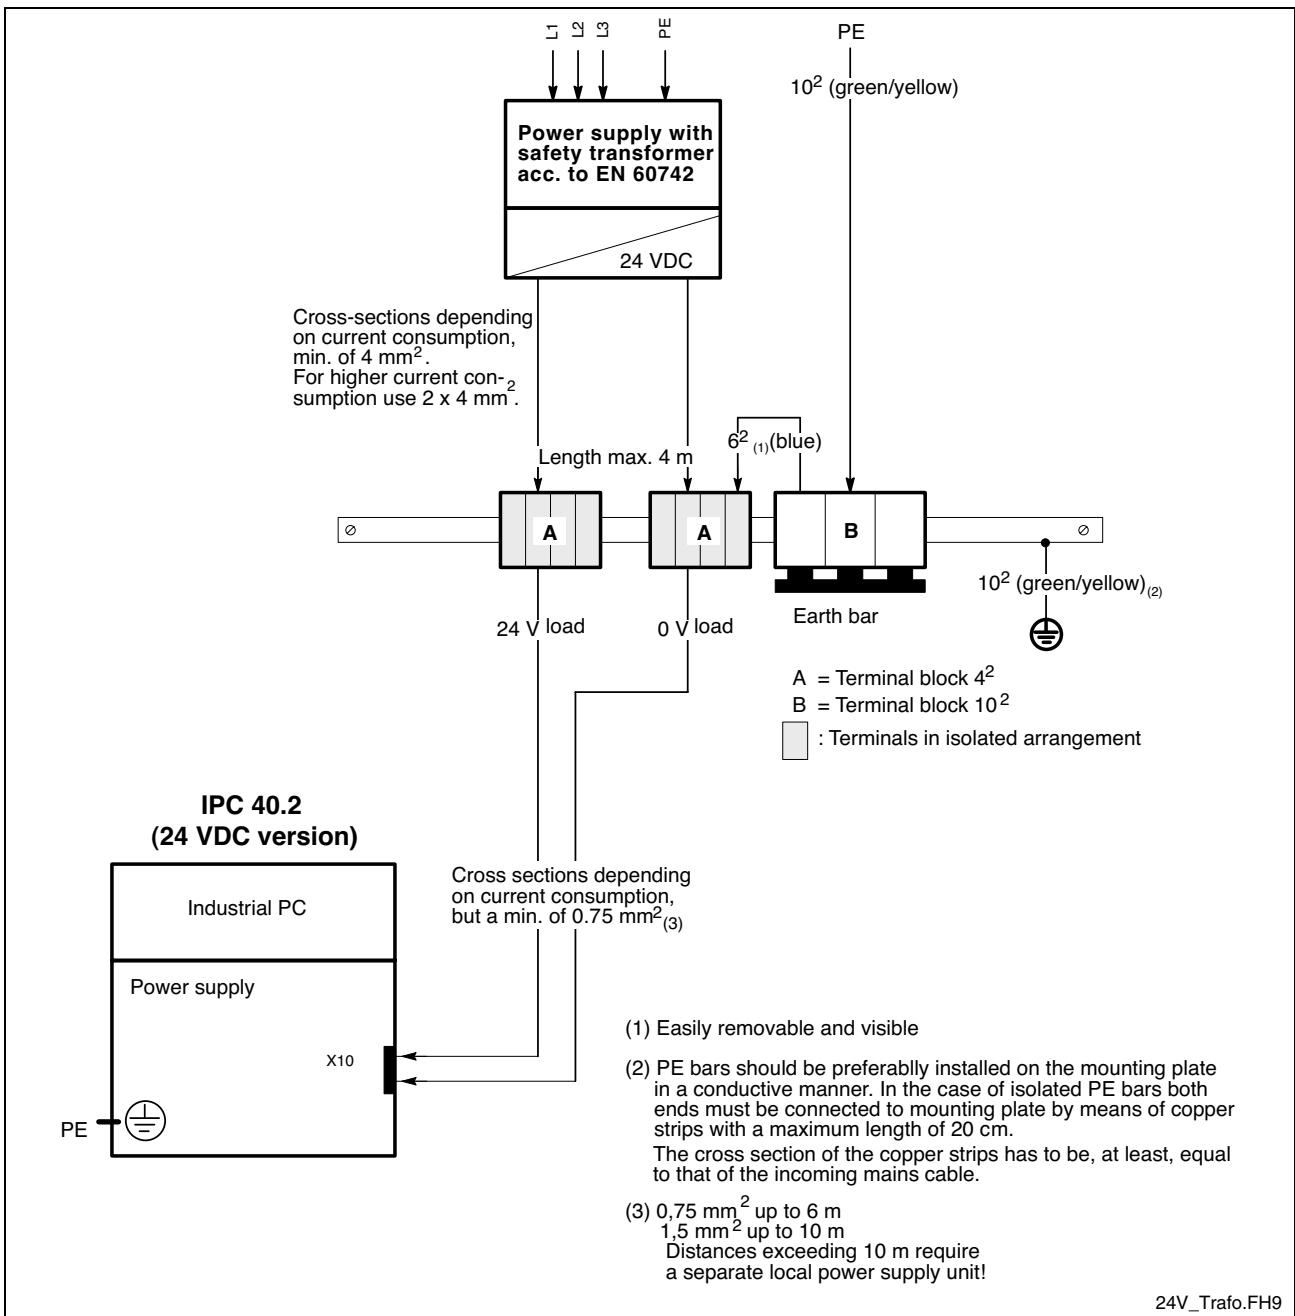 L1
L2
L3
PE
PE
10² (green/yellow)
Power supply with
safety transformer
acc. to EN 60742
24 VDC
Cross-sections depending
on current consumption,
min. of 4 mm².
For higher current con-
sumption use 2 x 4 mm².
6² (1)(blue)
Length max. 4 m
A
A
B
10² (green/yellow)(2)
Earth bar
24 V load
0 V load
A = Terminal block 4²
B = Terminal block 10²
: Terminals in isolated arrangement
IPC 40.2
(24 VDC version)
Industrial PC
Power supply
X10
PE
Cross sections depending
on current consumption,
but a min. of 0.75 mm²(3)
(1) Easily removable and visible
(2) PE bars should be preferablly installed on the mounting plate
in a conductive manner. In the case of isolated PE bars both
ends must be connected to mounting plate by means of copper
strips with a maximum length of 20 cm.
The cross section of the copper strips has to be, at least, equal
to that of the incoming mains cable.
(3) 0,75 mm² up to 6 m
1,5 mm² up to 10 m
Distances exceeding 10 m require
a separate local power supply unit!
24V_Trafo.FH9